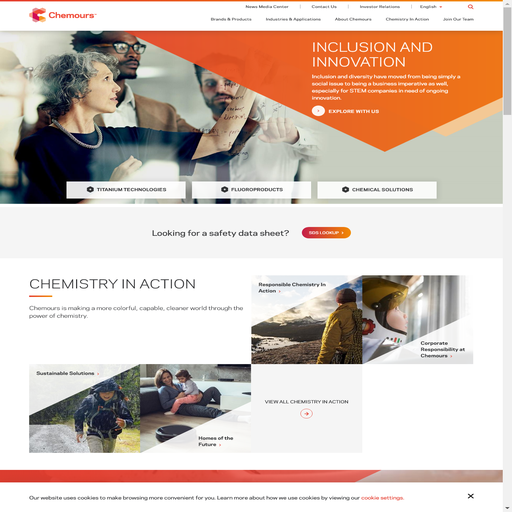 News Media Center
Contact Us
Investor Relations
English
Chemours™
Brands & Products
Industries & Applications
About Chemours
Chemistry In Action
Join Our Team
INCLUSION AND
INNOVATION
Inclusion and diversity have moved from being simply a
social issue to being a business imperative as well,
especially for STEM companies in need of ongoing
innovation.
EXPLORE WITH US
TITANIUM TECHNOLOGIES
FLUOROPRODUCTS
CHEMICAL SOLUTIONS
Looking for a safety data sheet?
SDS LOOKUP >
CHEMISTRY IN ACTION
Chemours is making a more colorful, capable, cleaner world through the
power of chemistry.
Responsible Chemistry In
Action >
Corporate
Responsibility at
Chemours >
Sustainable Solutions >
Homes of the
Future >
VIEW ALL CHEMISTRY IN ACTION
Our website uses cookies to make browsing more convenient for you. Learn more about how we use cookies by viewing our cookie settings.